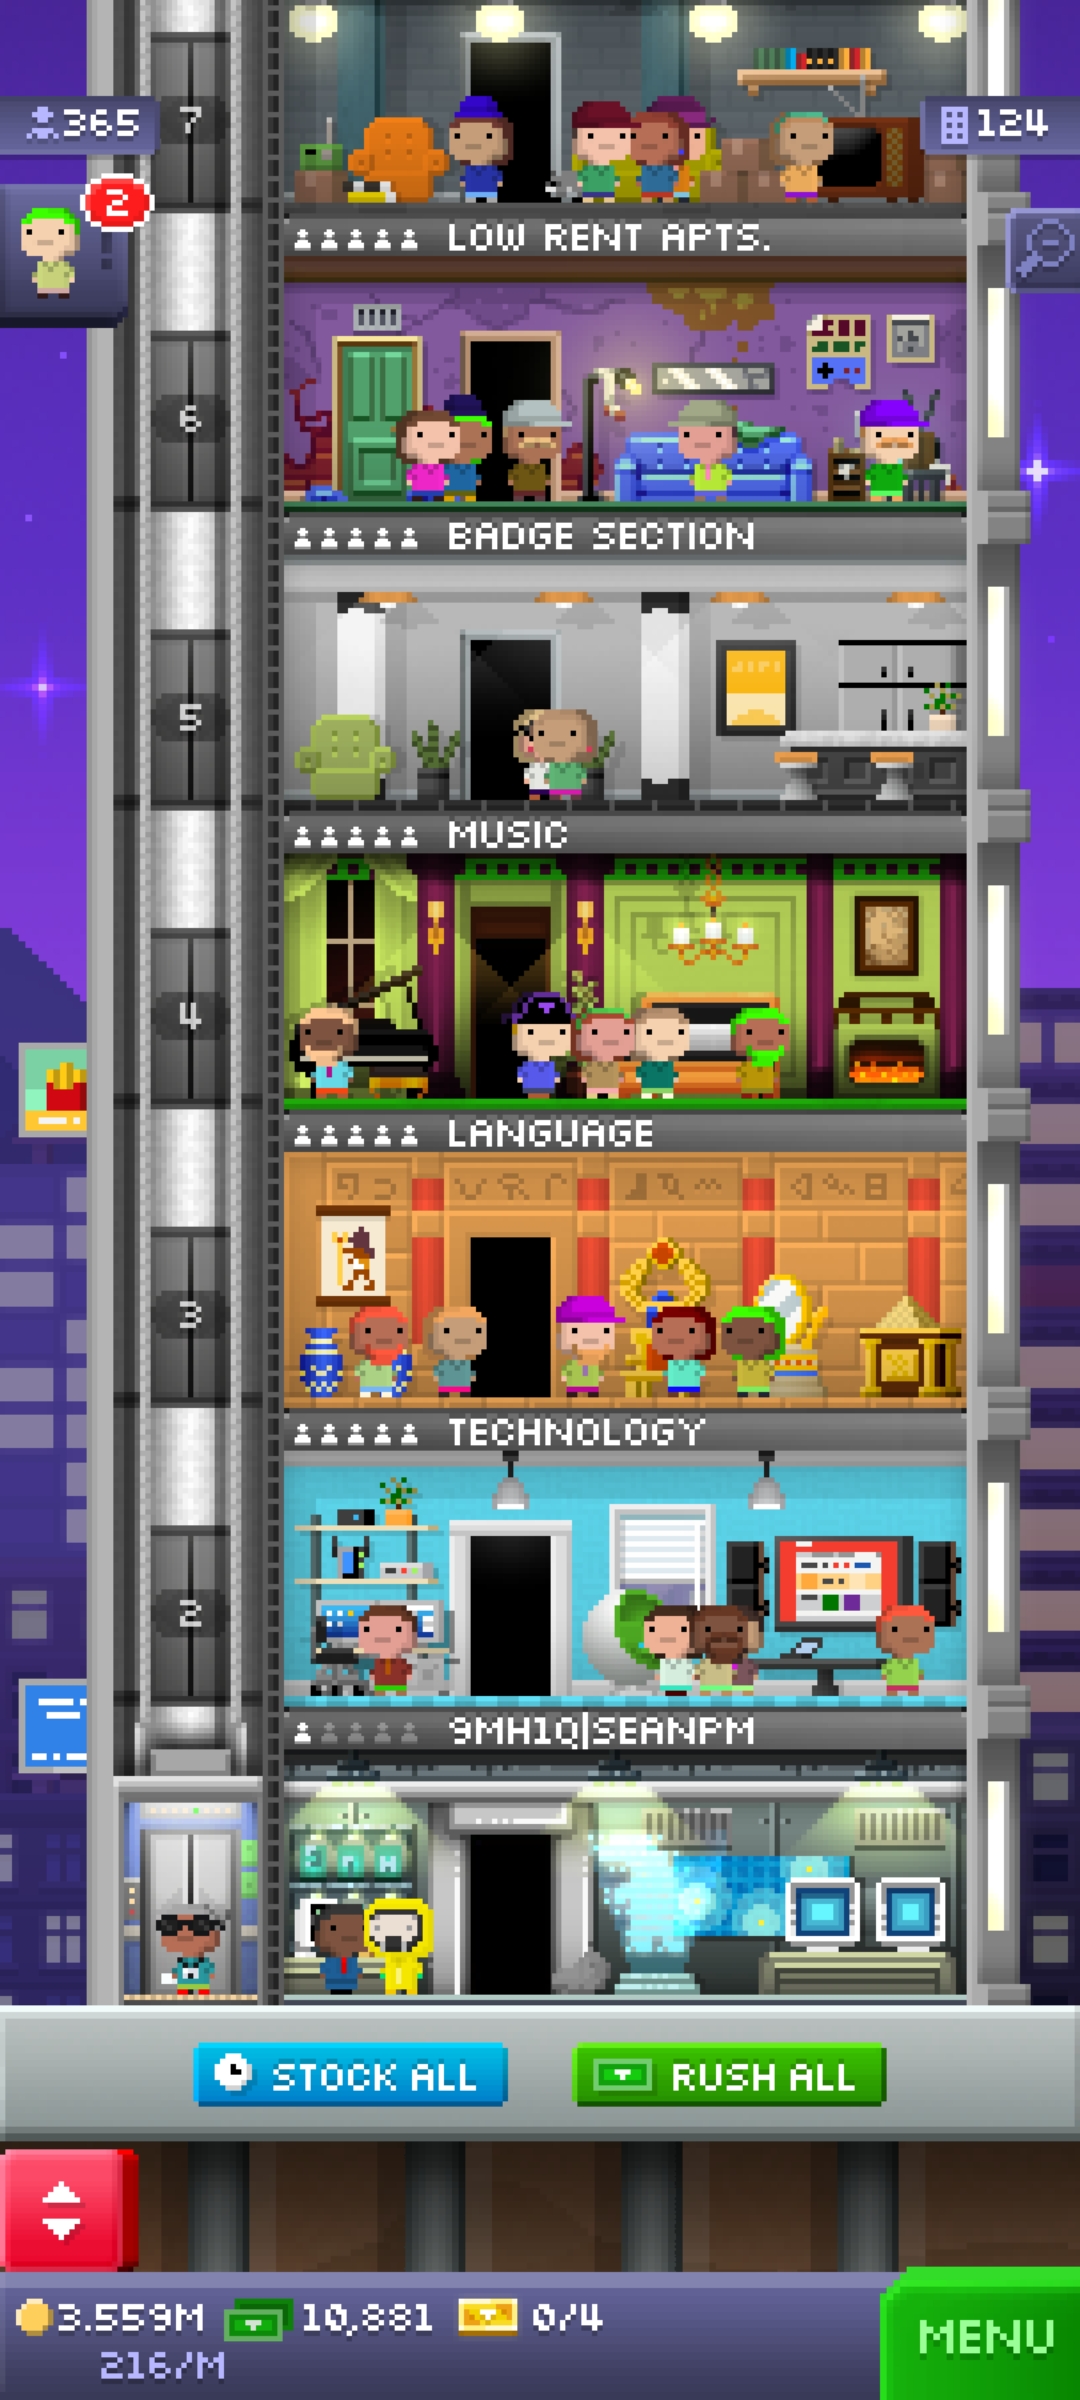 7
365
124
2
LOW RENT APTS.
6
BADGE SECTION
5
MUSIC
4
LANGUAGE
3
TECHNOLOGY
2
9MH1Q|SEANPM
STOCK ALL
RUSH ALL
3.559M
10,881
0/4
216/M
MENU